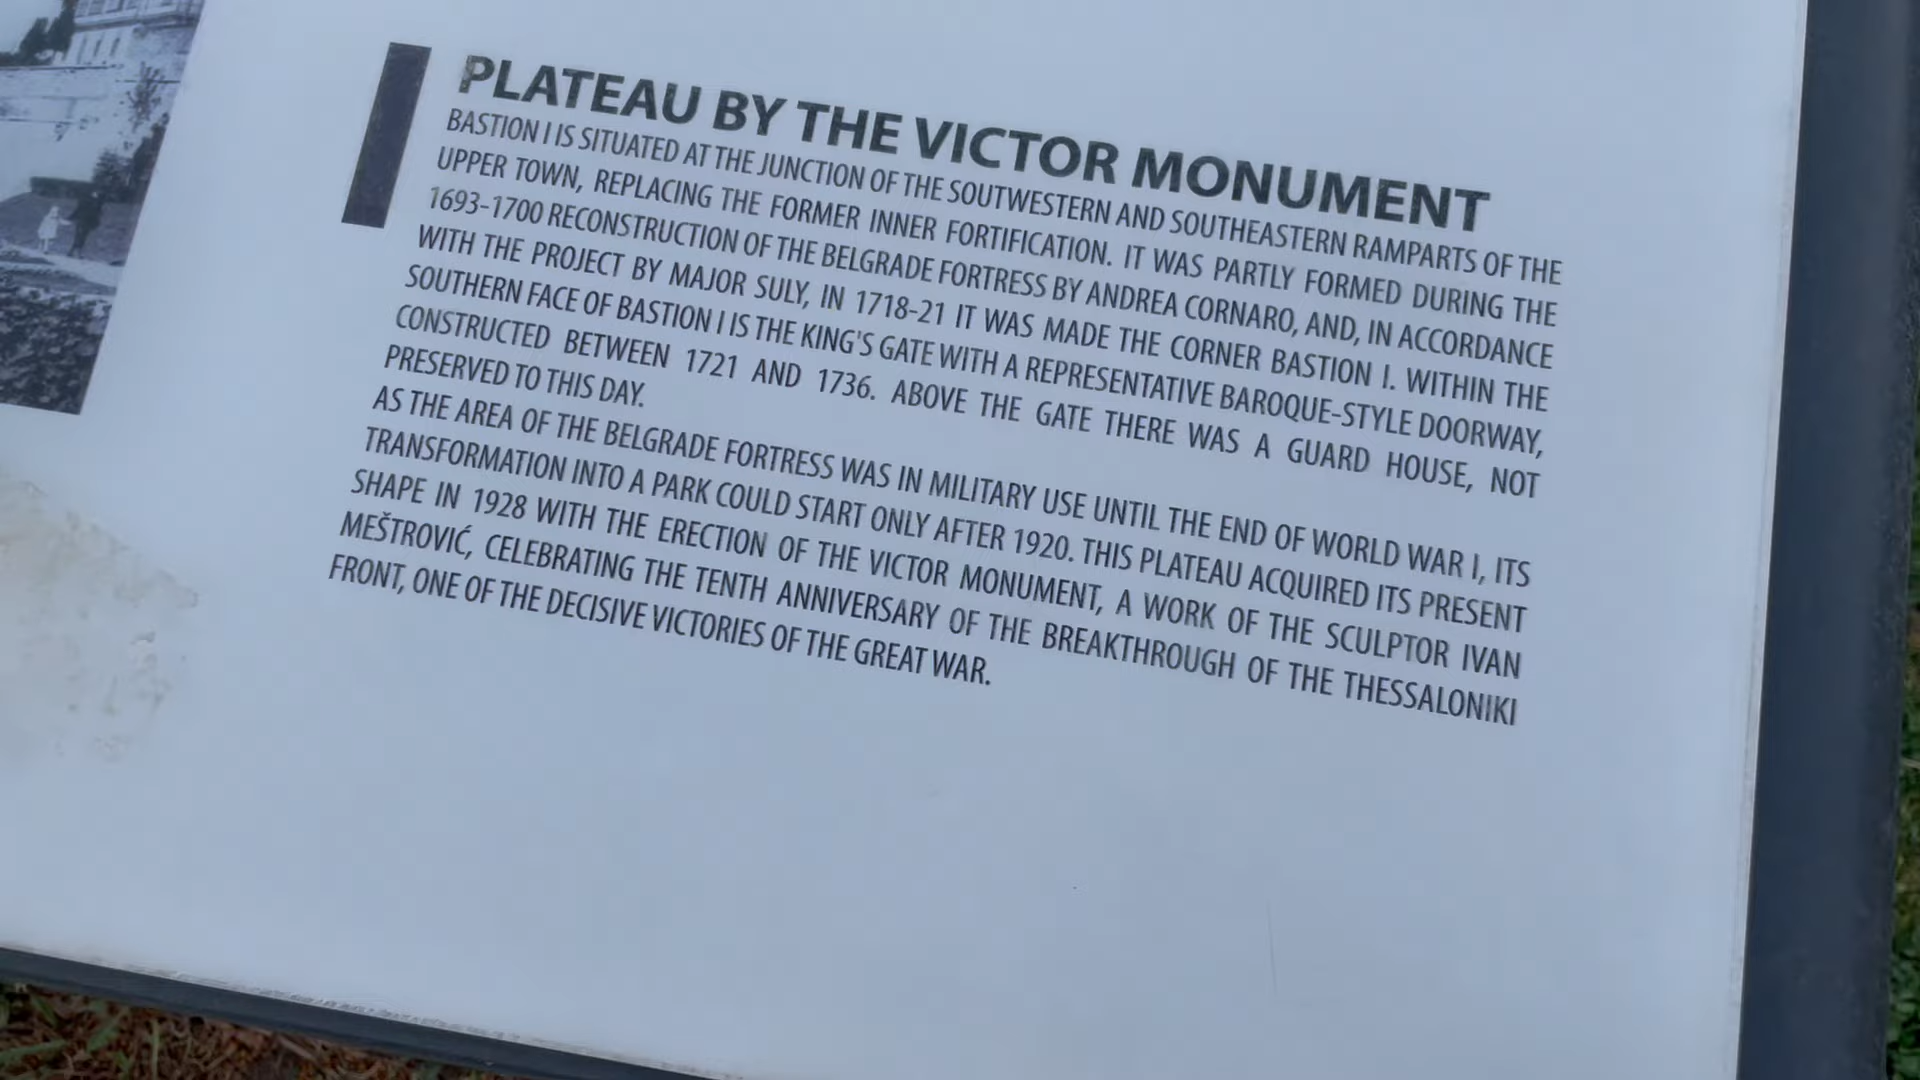 PLATEAU BY THE VICTOR MONUMENT
BASTION I IS SITUATED AT THE JUNCTION OF THE SOUTWESTERN AND SOUTHEASTERN RAMPARTS OF THE
UPPER TOWN, REPLACING THE FORMER INNER FORTIFICATION. IT WAS PARTLY FORMED DURING THE
1693-1700 RECONSTRUCTION OF THE BELGRADE FORTRESS BY ANDREA CORNARO, AND, IN ACCORDANCE
WITH THE PROJECT BY MAJOR SULY, IN 1718-21 IT WAS MADE THE CORNER BASTION I. WITHIN THE
SOUTHERN FACE OF BASTION I IS THE KING'S GATE WITH A REPRESENTATIVE BAROQUE-STYLE DOORWAY,
CONSTRUCTED BETWEEN 1721 AND 1736. ABOVE THE GATE THERE WAS A GUARD HOUSE, NOT
PRESERVED TO THIS DAY.
AS THE AREA OF THE BELGRADE FORTRESS WAS IN MILITARY USE UNTIL THE END OF WORLD WAR I, ITS
TRANSFORMATION INTO A PARK COULD START ONLY AFTER 1920. THIS PLATEAU ACQUIRED ITS PRESENT
SHAPE IN 1928 WITH THE ERECTION OF THE VICTOR MONUMENT, A WORK OF THE SCULPTOR IVAN
MEŠTROVIĆ, CELEBRATING THE TENTH ANNIVERSARY OF THE BREAKTHROUGH OF THE THESSALONIKI
FRONT, ONE OF THE DECISIVE VICTORIES OF THE GREAT WAR.